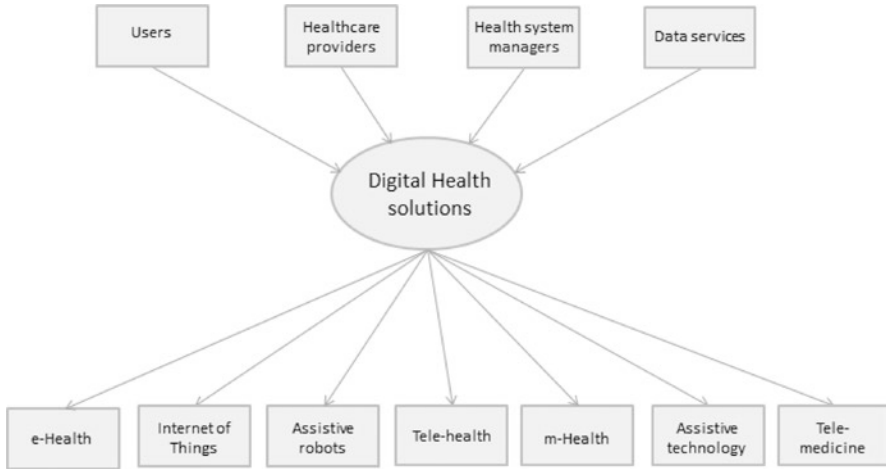 Users
Healthcare
providers
Health system
managers
Data services
Digital Health
solutions
e-Health
Internet of
Things
Assistive
robots
Tele-health
m-Health
Assistive
technology
Tele-
medicine